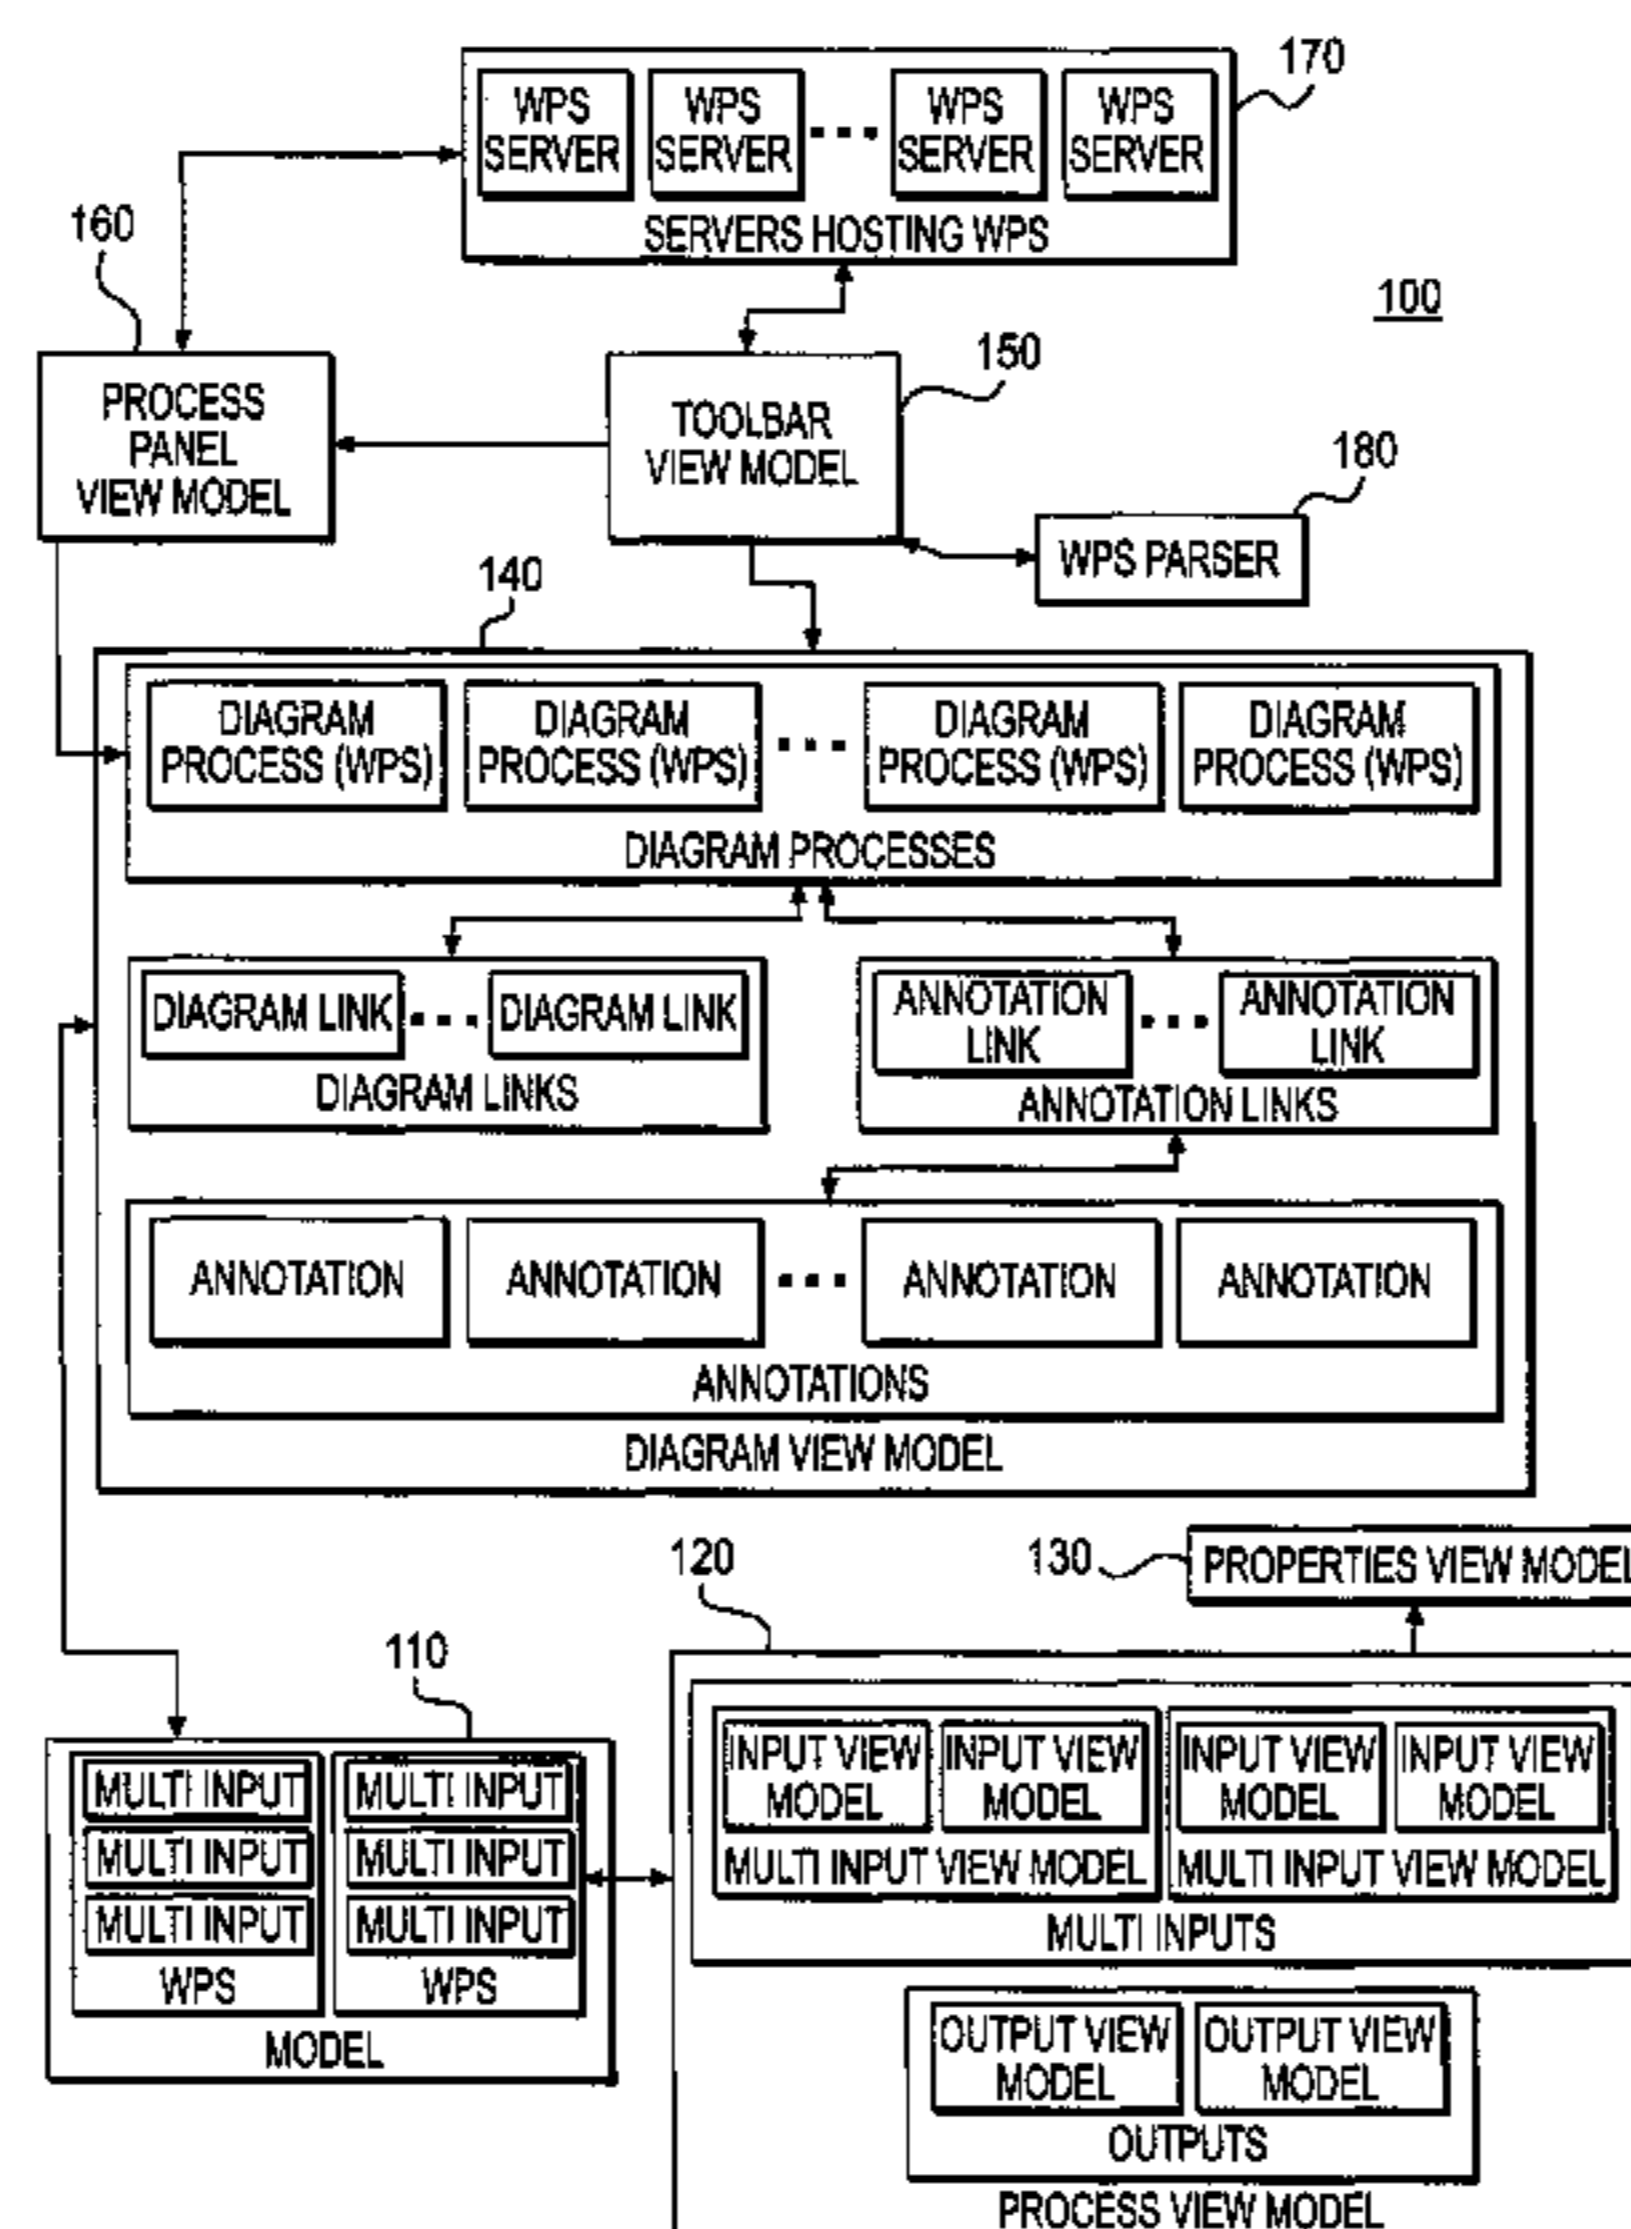 170
WPS SERVER
WPS SERVER
WPS SERVER
WPS SERVER
SERVERS HOSTING WPS
160
100
150
PROCESS
PANEL
VIEW MODEL
TOOLBAR
VIEW MODEL
180
WPS PARSER
140
DIAGRAM PROCESS (WPS)
DIAGRAM PROCESS (WPS)
DIAGRAM PROCESS (WPS)
DIAGRAM PROCESS (WPS)
DIAGRAM PROCESSES
DIAGRAM LINK
DIAGRAM LINK
DIAGRAM LINKS
ANNOTATION LINK
ANNOTATION LINK
ANNOTATION LINKS
ANNOTATION
ANNOTATION
ANNOTATION
ANNOTATION
ANNOTATIONS
DIAGRAM VIEW MODEL
120
130
PROPERTIES VIEW MODEL
110
MULTI INPUT
MULTI INPUT
MULTI INPUT
WPS
MULTI INPUT
MULTI INPUT
MULTI INPUT
WPS
MODEL
INPUT VIEW MODEL
INPUT VIEW MODEL
MULTI INPUT VIEW MODEL
INPUT VIEW MODEL
INPUT VIEW MODEL
MULTI INPUT VIEW MODEL
MULTI INPUTS
OUTPUT VIEW MODEL
OUTPUT VIEW MODEL
OUTPUTS
PROCESS VIEW MODEL